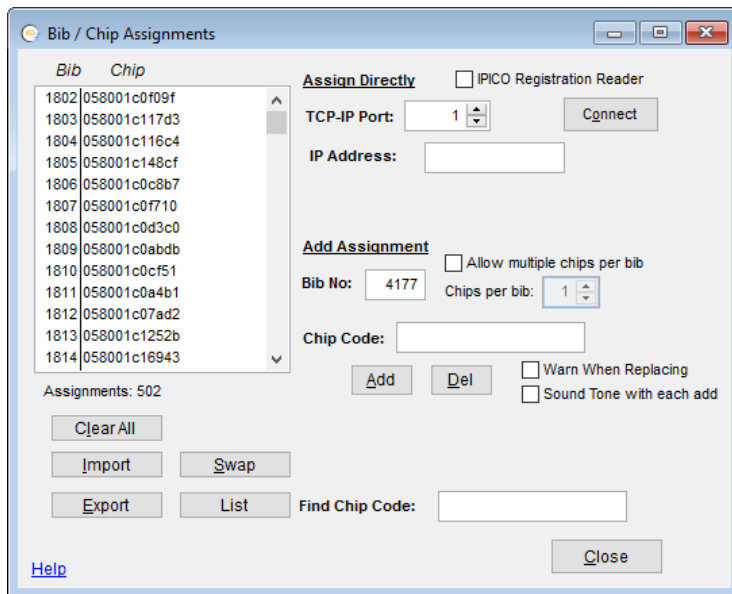 Bib / Chip Assignments
Bib Chip
1802 058001c0f09f
1803 058001c117d3
1804 058001c116c4
1805 058001c148cf
1806 058001c0c8b7
1807 058001c0f710
1808 058001c0d3c0
1809 058001c0abdb
1810 058001c0cf51
1811 058001c0a4b1
1812 058001c07ad2
1813 058001c1252b
1814 058001c16943
Assignments: 502
Clear All
Import Swap
Export List
Help
Assign Directly IPICO Registration Reader
TCP-IP Port: 1 Connect
IP Address:
Add Assignment
Allow multiple chips per bib
Bib No: 4177 Chips per bib: 1
Chip Code:
Add Del Warn When Replacing
Sound Tone with each add
Find Chip Code:
Close